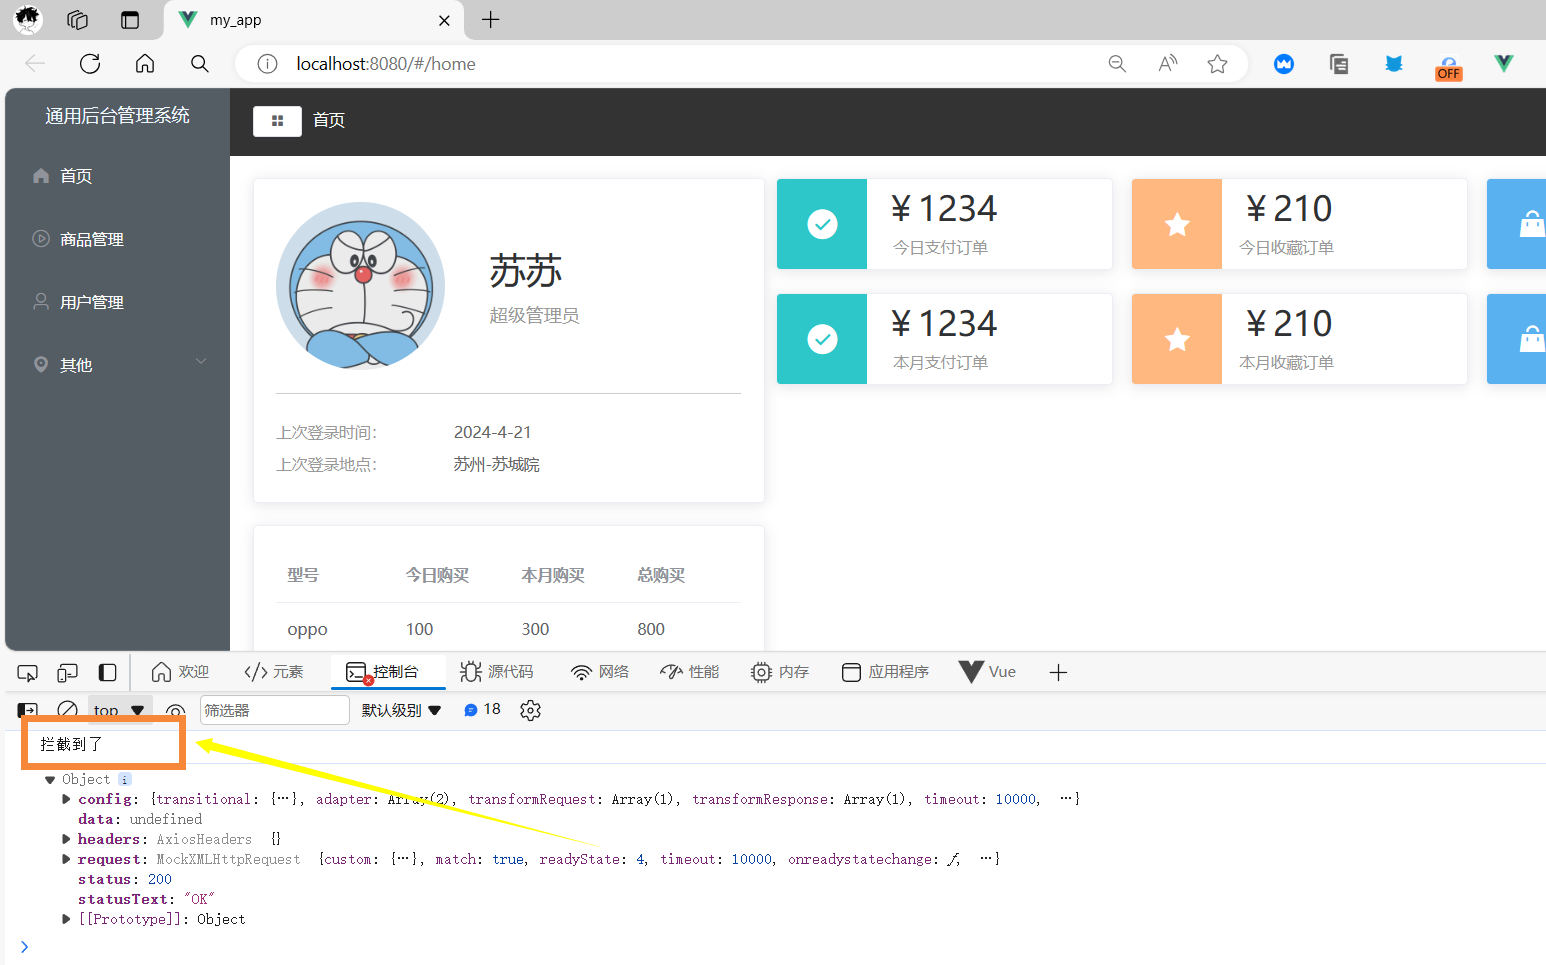 my_app
localhost:8080/#/home
OFF
通用后台管理系统
首页
首页
商品管理
用户管理
其他
苏苏
超级管理员
上次登录时间： 2024-4-21
上次登录地点： 苏州-苏城院
¥ 1234
今日支付订单
¥ 210
今日收藏订单
¥ 1234
本月支付订单
¥ 210
本月收藏订单
型号 今日购买 本月购买 总购买
oppo 100 300 800
欢迎 元素 控制台 源代码 网络 性能 内存 应用程序 Vue
top 筛选器 默认级别 18
拦截到了
Object i
config: {transitional: {…}, adapter: Array(2), transformRequest: Array(1), transformResponse: Array(1), timeout: 10000, …}
data: undefined
headers: AxiosHeaders {}
request: MockXMLHttpRequest {custom: {…}, match: true, readyState: 4, timeout: 10000, onreadystatechange: ƒ, …}
status: 200
statusText: "OK"
[[Prototype]]: Object